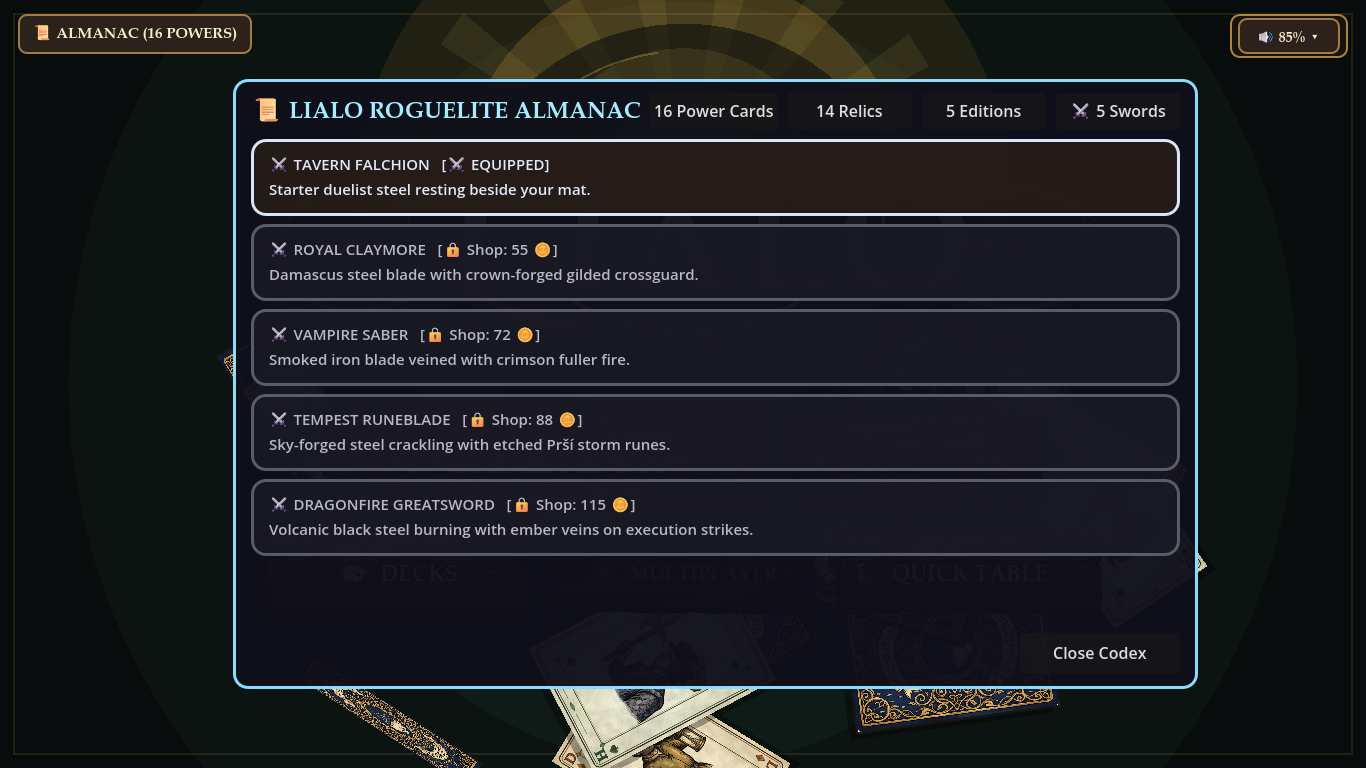 📜 ALMANAC (16 POWERS)
🔊 85% ▾
📜 LIALO ROGUELITE ALMANAC
16 Power Cards
14 Relics
5 Editions
⚔ 5 Swords
⚔ TAVERN FALCHION [⚔ EQUIPPED]
Starter duelist steel resting beside your mat.
⚔ ROYAL CLAYMORE [🔒 Shop: 55 🪙]
Damascus steel blade with crown-forged gilded crossguard.
⚔ VAMPIRE SABER [🔒 Shop: 72 🪙]
Smoked iron blade veined with crimson fuller fire.
⚔ TEMPEST RUNEBLADE [🔒 Shop: 88 🪙]
Sky-forged steel crackling with etched Prší storm runes.
⚔ DRAGONFIRE GREATSWORD [🔒 Shop: 115 🪙]
Volcanic black steel burning with ember veins on execution strikes.
DECKS
MULTIPLAYER
QUICK TABLE
Close Codex